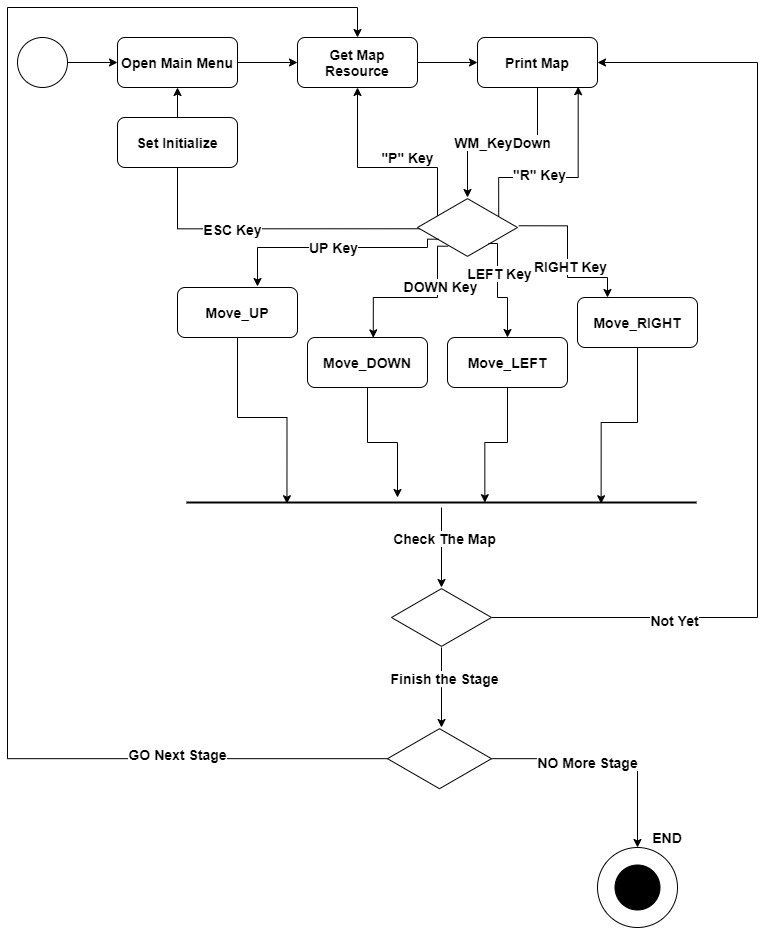 Open Main Menu
Get Map
Resource
Print Map
Set Initialize
WM_KeyDown
"P" Key
"R" Key
ESC Key
UP Key
DOWN Key
LEFT Key
RIGHT Key
Move_UP
Move_DOWN
Move_LEFT
Move_RIGHT
Check The Map
Not Yet
Finish the Stage
GO Next Stage
NO More Stage
END